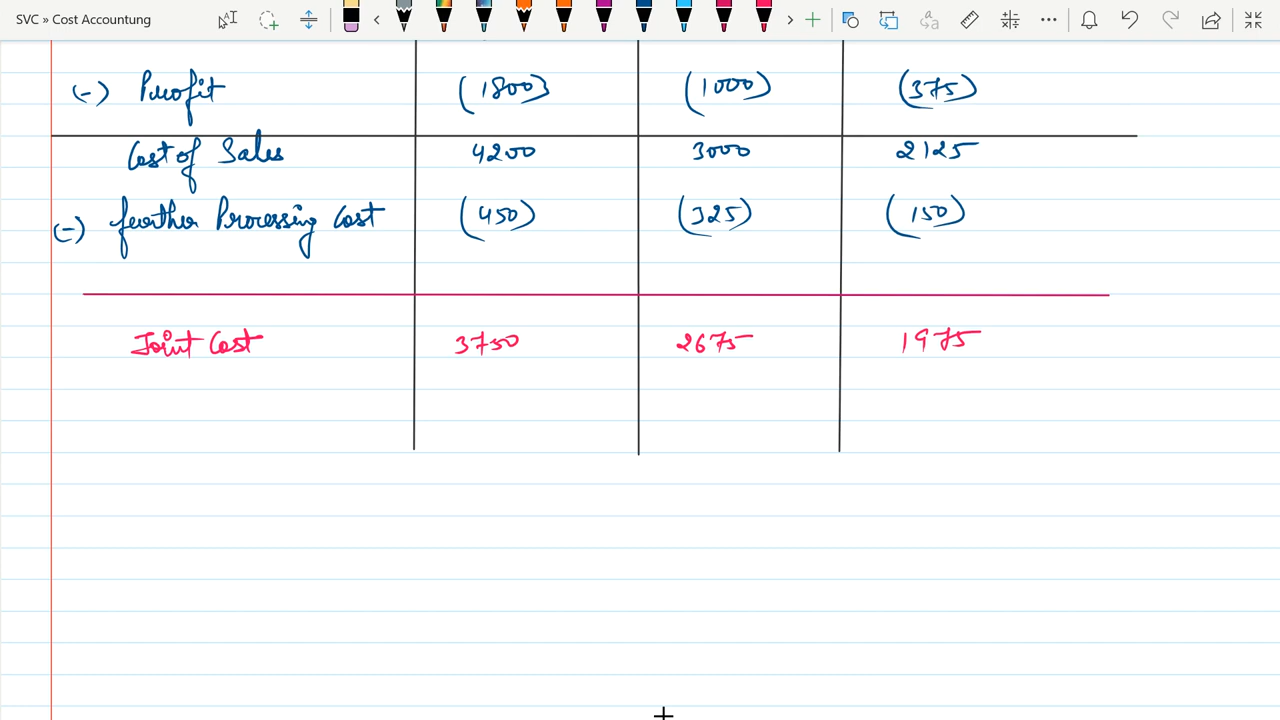 SVC » Cost Accountung
(-) Profit (1800) (1000) (375)
Cost of Sales 4200 3000 2125
(-) further Processing Cost (450) (325) (150)
Joint Cost 3750 2675 1975